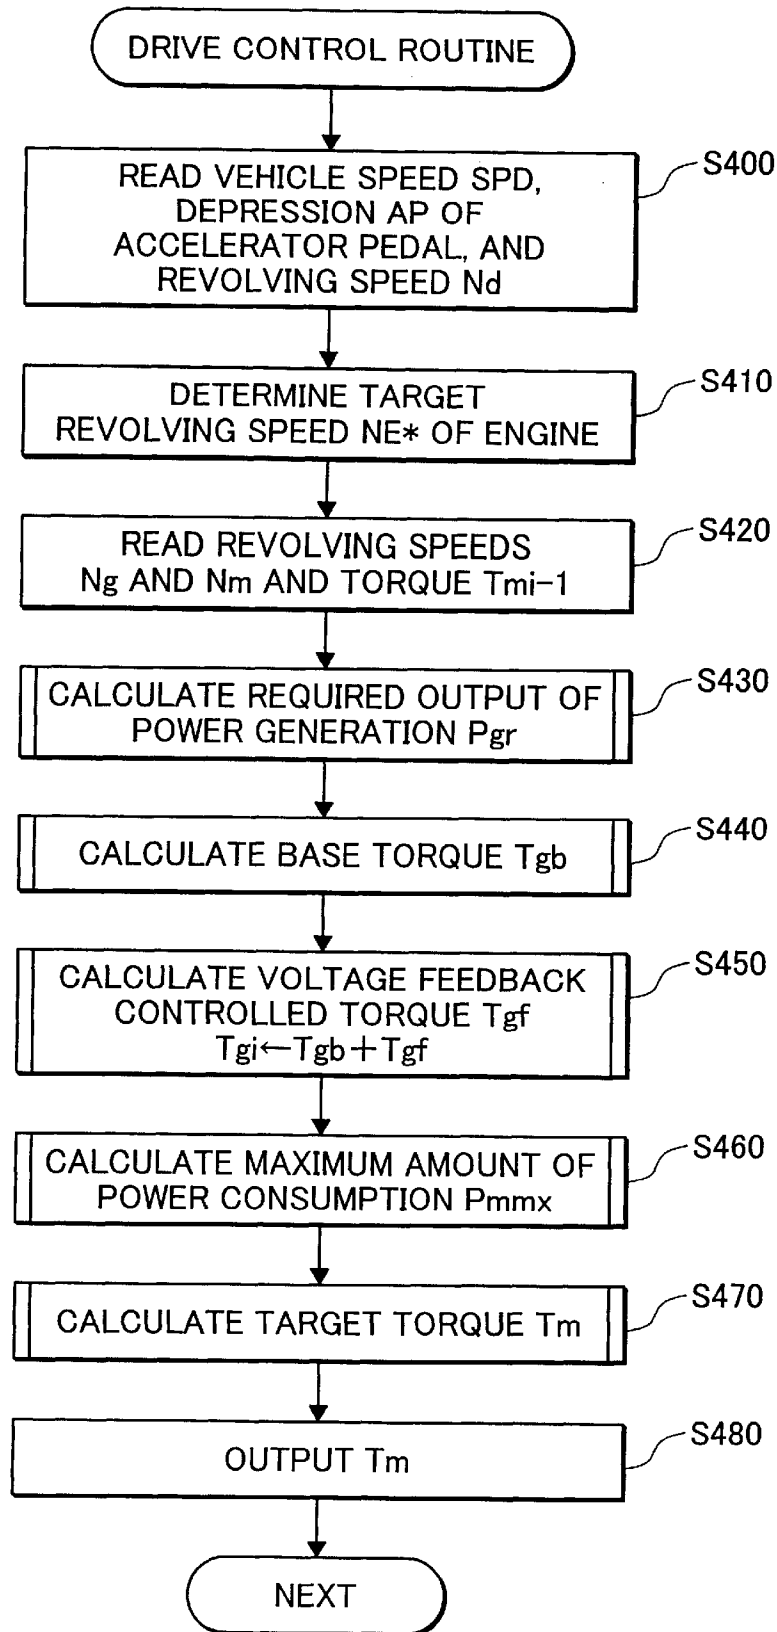 DRIVE CONTROL ROUTINE
READ VEHICLE SPEED SPD,
DEPRESSION AP OF
ACCELERATOR PEDAL, AND
REVOLVING SPEED Nd
S400
DETERMINE TARGET
REVOLVING SPEED NE* OF ENGINE
S410
READ REVOLVING SPEEDS
Ng AND Nm AND TORQUE Tmi-1
S420
CALCULATE REQUIRED OUTPUT OF
POWER GENERATION Pgr
S430
CALCULATE BASE TORQUE Tgb
S440
CALCULATE VOLTAGE FEEDBACK
CONTROLLED TORQUE Tgf
Tgi←Tgb+Tgf
S450
CALCULATE MAXIMUM AMOUNT OF
POWER CONSUMPTION Pmmx
S460
CALCULATE TARGET TORQUE Tm
S470
OUTPUT Tm
S480
NEXT